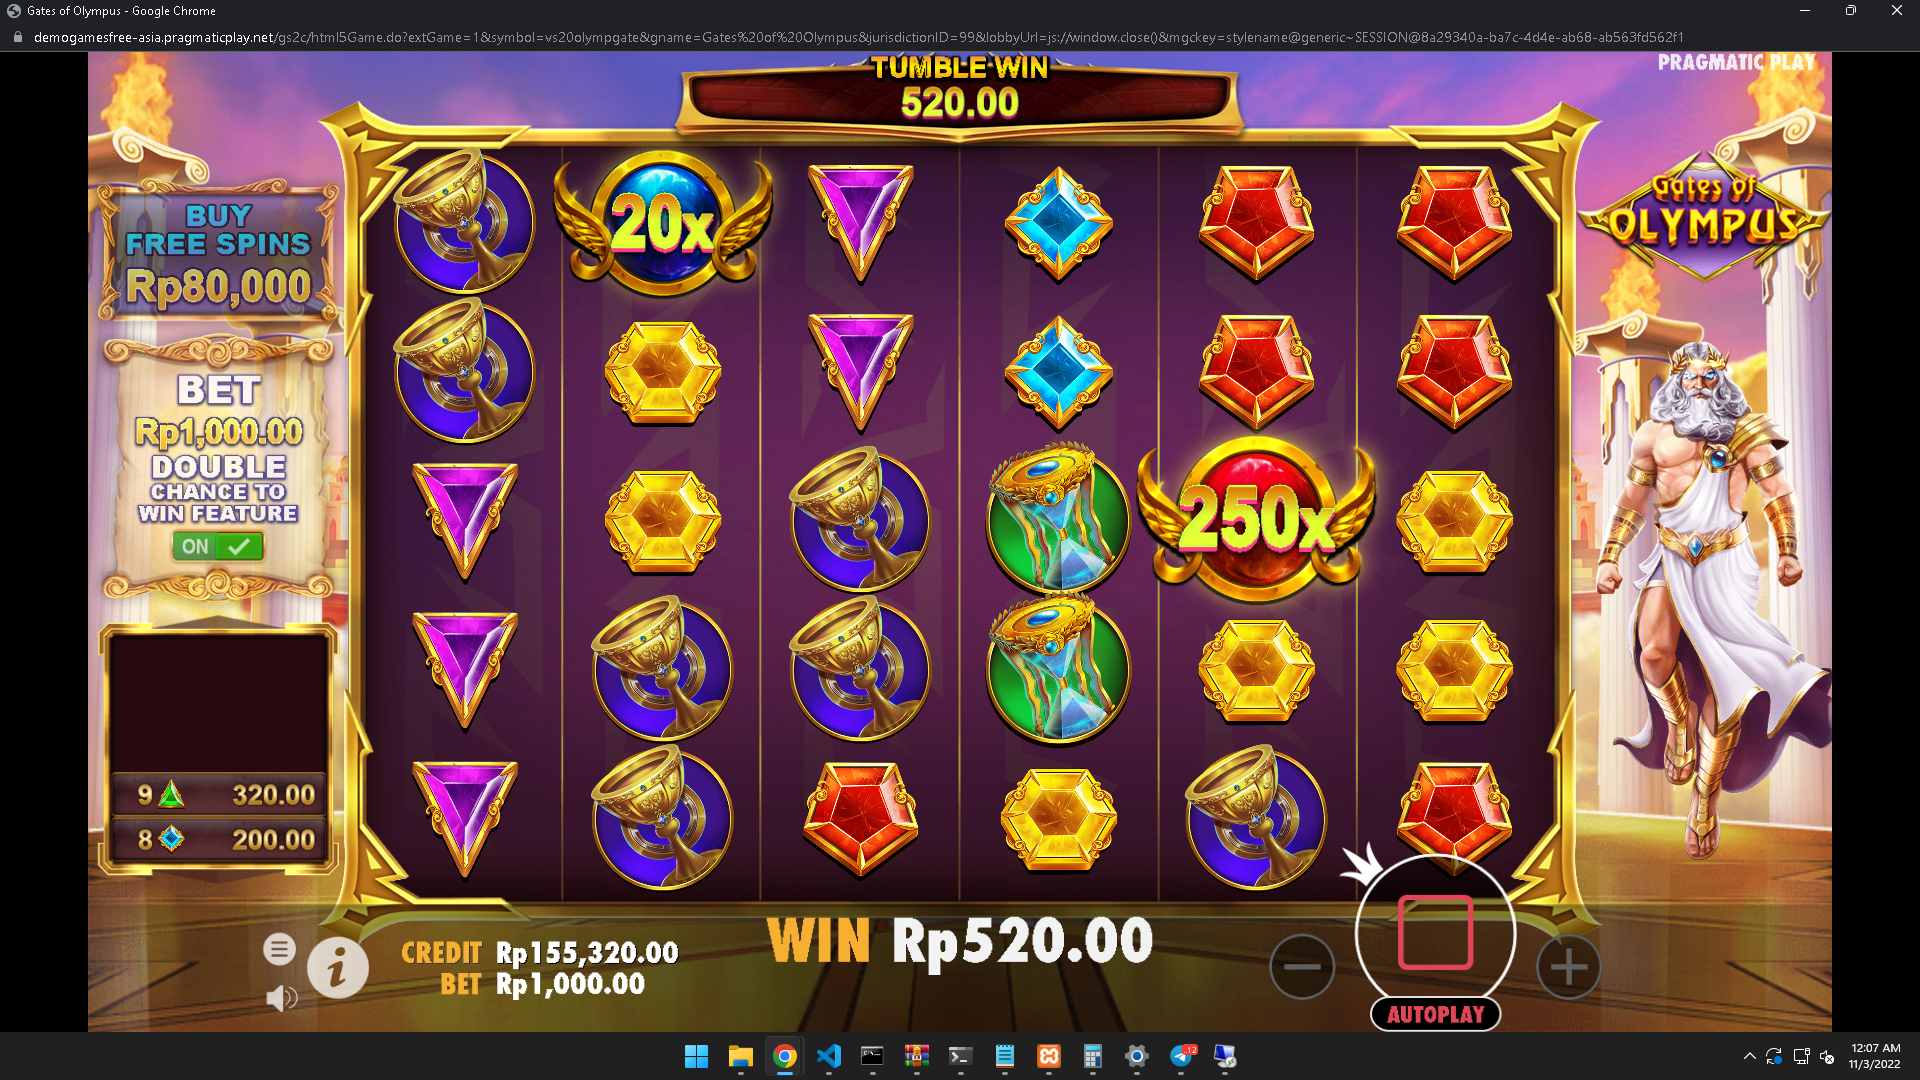 Gates of Olympus - Google Chrome
demogamesfree-asia.pragmaticplay.net/gs2c/html5Game.do?extGame=1&symbol=vs20olympgate&gname=Gates%20of%20Olympus&jurisdictionID=99&lobbyUrl=js://window.close()&mgckey=stylename@generic~SESSION@8a29340a-ba7c-4d4e-ab68-ab563fd562f1
TUMBLE WIN
520.00
PRAGMATIC PLAY
Gates of
OLYMPUS
BUY
FREE SPINS
Rp80,000
BET
Rp1,000.00
DOUBLE
CHANCE TO
WIN FEATURE
ON
20x
250x
9 320.00
8 200.00
CREDIT Rp155,320.00
BET Rp1,000.00
WIN Rp520.00
AUTOPLAY
12
12:07 AM
11/3/2022